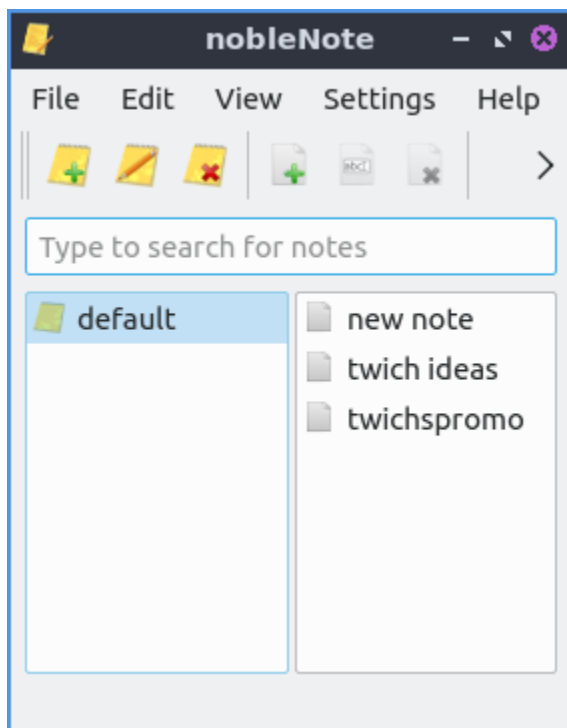 nobleNote
File Edit View Settings Help
Type to search for notes
default
new note
twich ideas
twichspromo